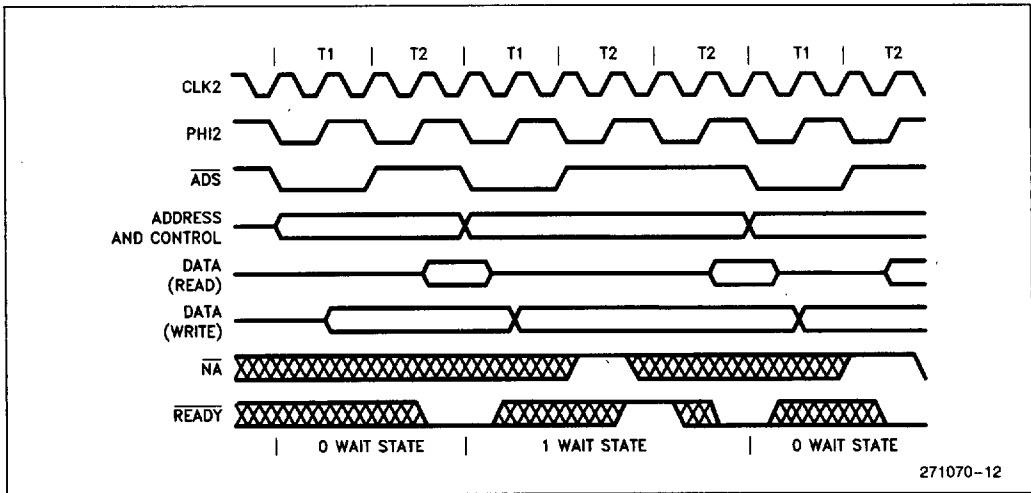 | T1 | T2 | T1 | T2 | T2 | T1 | T2
CLK2
PHI2
ADS
ADDRESS
AND CONTROL
DATA
(READ)
DATA
(WRITE)
NA
READY
| 0 WAIT STATE | 1 WAIT STATE | 0 WAIT STATE
271070-12